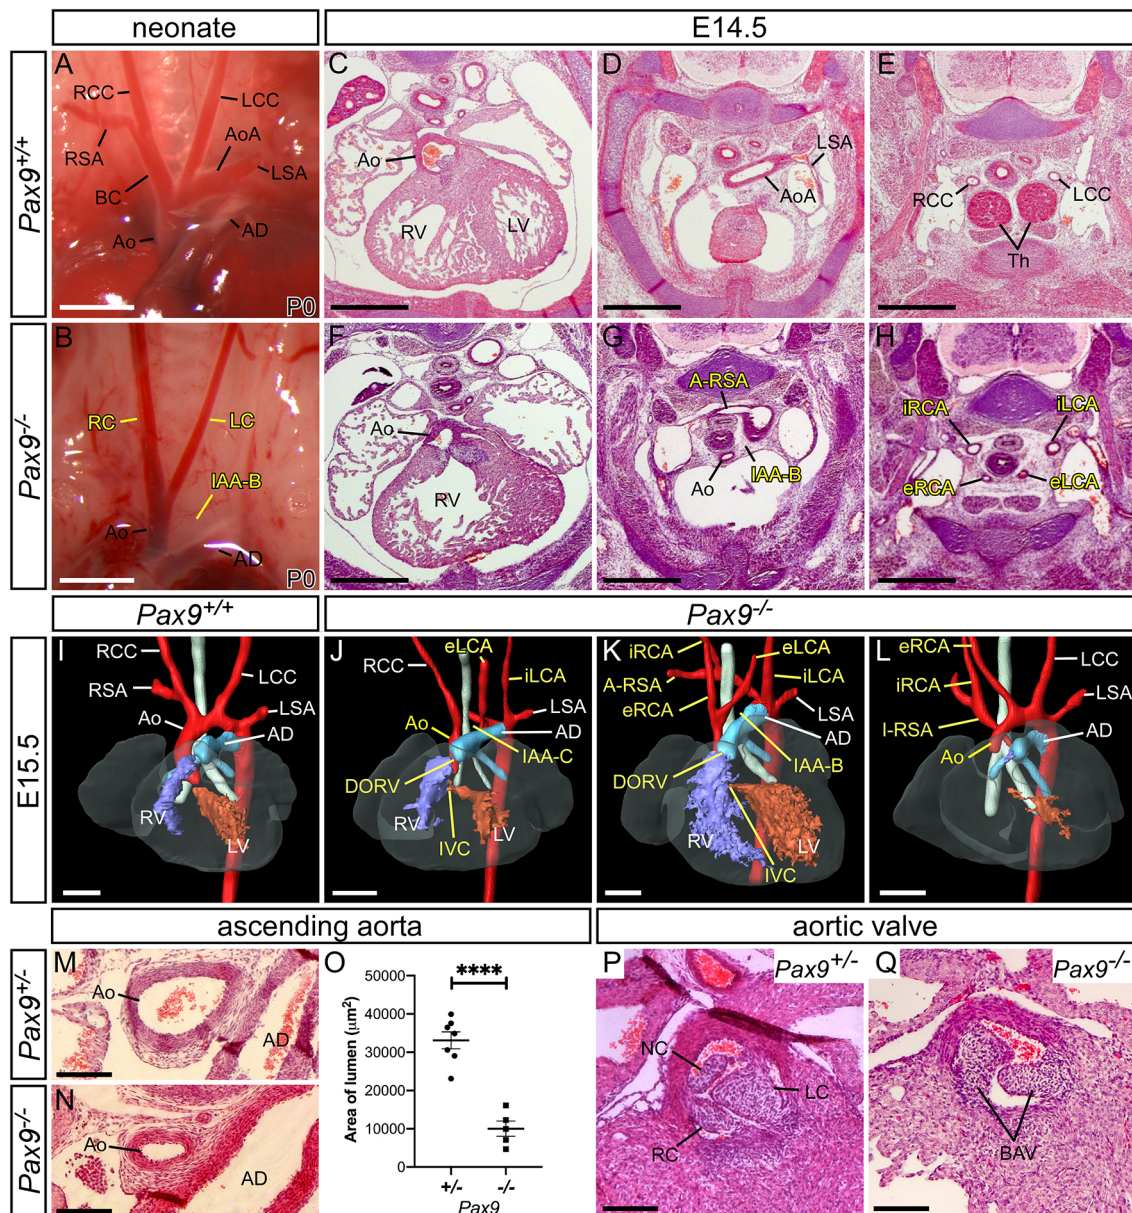 neonate
E14.5
Pax9+/+
A
RCC
LCC
AoA
RSA
LSA
BC
Ao
AD
P0
C
Ao
RV
LV
D
LSA
AoA
E
RCC
LCC
Th
Pax9-/-
B
RC
LC
IAA-B
Ao
AD
P0
F
Ao
RV
G
A-RSA
Ao
IAA-B
H
iRCA
iLCA
eRCA
eLCA
Pax9+/+
Pax9-/-
E15.5
I
RCC
LCC
RSA
LSA
Ao
AD
RV
LV
J
eLCA
RCC
iLCA
LSA
Ao
AD
IAA-C
DORV
RV
LV
IVC
K
iRCA
eLCA
A-RSA
iLCA
eRCA
LSA
AD
DORV
IAA-B
RV
LV
IVC
L
eRCA
LCC
iRCA
LSA
I-RSA
AD
Ao
ascending aorta
aortic valve
Pax9+/-
M
Ao
AD
Pax9-/-
N
Ao
AD
O
****
Area of lumen (µm2)
50000
40000
30000
20000
10000
0
+/-
-/-
Pax9
P
Pax9+/-
NC
LC
RC
Q
Pax9-/-
BAV